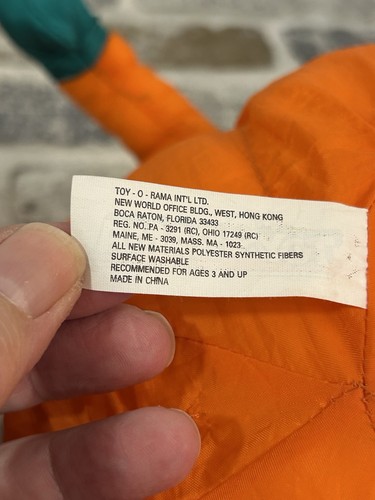 TOY - O - RAMA INT'L LTD.
NEW WORLD OFFICE BLDG., WEST, HONG KONG
BOCA RATON, FLORIDA 33433
REG. NO. PA - 3291 (RC), OHIO 17249 (RC)
MAINE, ME - 3039, MASS. MA - 1023
ALL NEW MATERIALS POLYESTER SYNTHETIC FIBERS
SURFACE WASHABLE
RECOMMENDED FOR AGES 3 AND UP
MADE IN CHINA